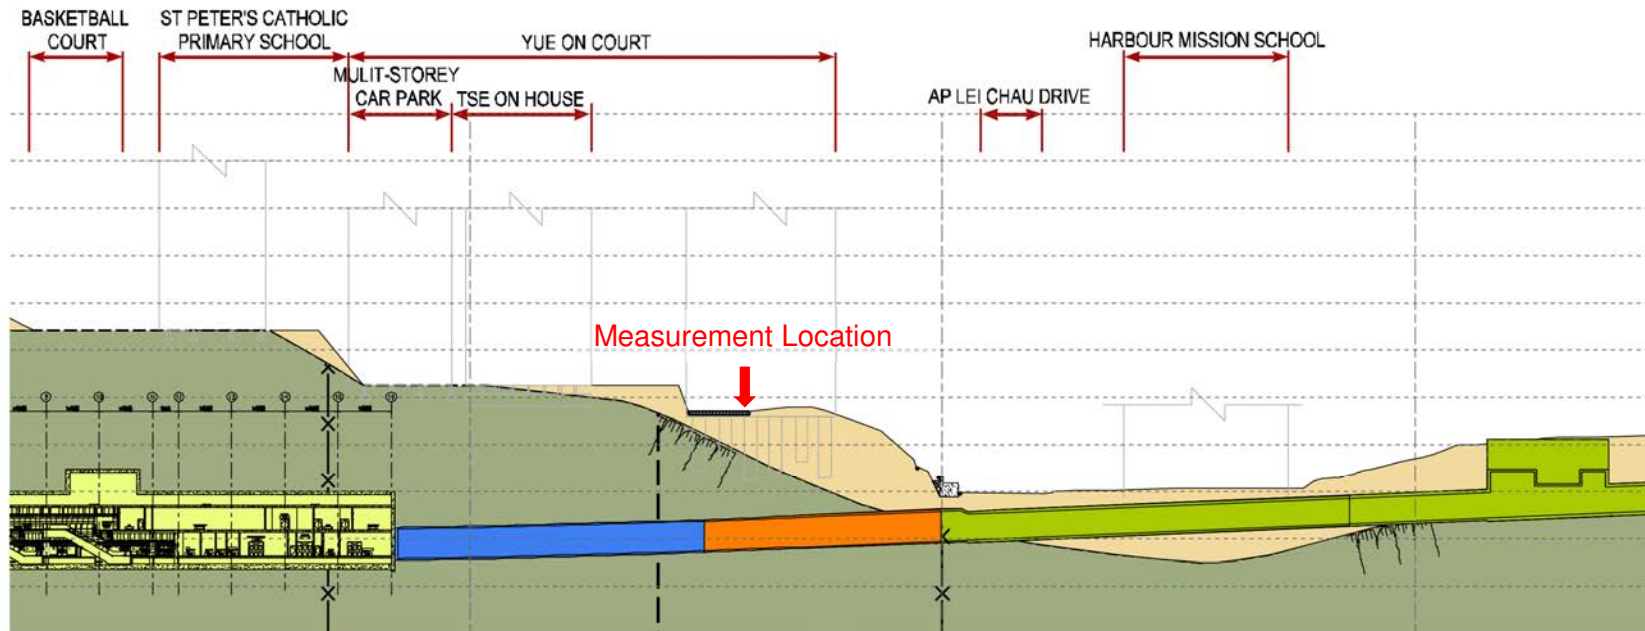 BASKETBALL
COURT
ST PETER'S CATHOLIC
PRIMARY SCHOOL
YUE ON COURT
HARBOUR MISSION SCHOOL
MULIT-STOREY
CAR PARK
TSE ON HOUSE
AP LEI CHAU DRIVE
Measurement Location